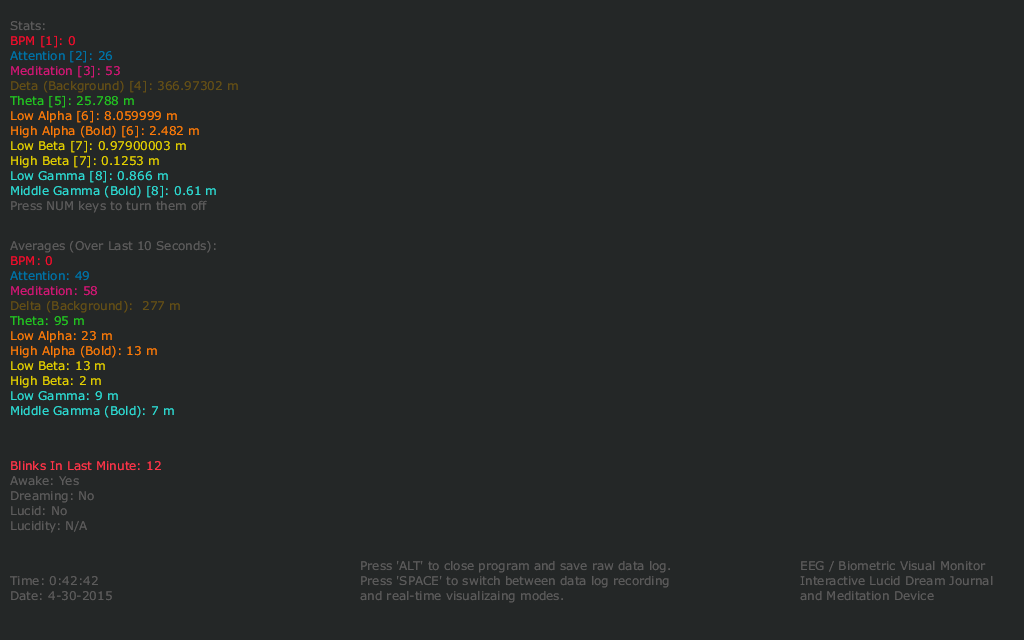 Stats:
BPM [1]: 0
Attention [2]: 26
Meditation [3]: 53
Deta (Background) [4]: 366.97302 m
Theta [5]: 25.788 m
Low Alpha [6]: 8.059999 m
High Alpha (Bold) [6]: 2.482 m
Low Beta [7]: 0.97900003 m
High Beta [7]: 0.1253 m
Low Gamma [8]: 0.866 m
Middle Gamma (Bold) [8]: 0.61 m
Press NUM keys to turn them off
Averages (Over Last 10 Seconds):
BPM: 0
Attention: 49
Meditation: 58
Delta (Background):  277 m
Theta: 95 m
Low Alpha: 23 m
High Alpha (Bold): 13 m
Low Beta: 13 m
High Beta: 2 m
Low Gamma: 9 m
Middle Gamma (Bold): 7 m
Blinks In Last Minute: 12
Awake: Yes
Dreaming: No
Lucid: No
Lucidity: N/A
Time: 0:42:42
Date: 4-30-2015
Press 'ALT' to close program and save raw data log.
Press 'SPACE' to switch between data log recording
and real-time visualizaing modes.
EEG / Biometric Visual Monitor
Interactive Lucid Dream Journal
and Meditation Device